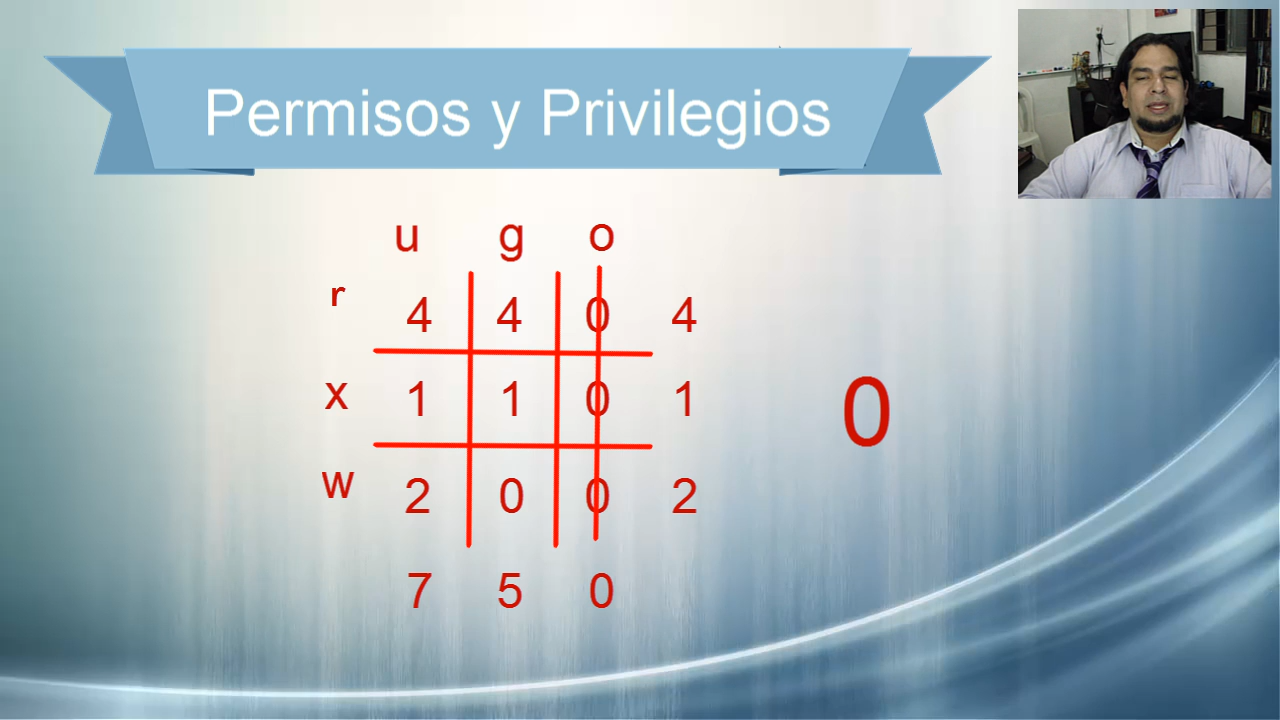 Permisos y Privilegios
u g o
r 4 4 0 4
x 1 1 0 1
0
w 2 0 0 2
7 5 0